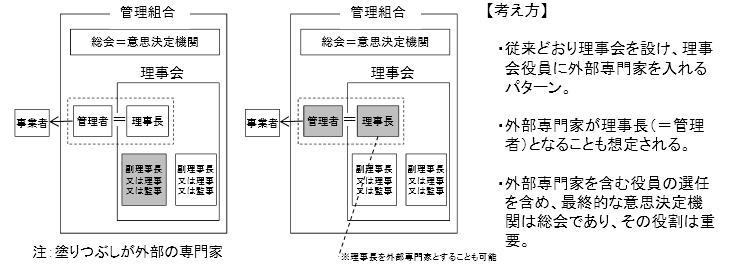 管理組合
総会=意思決定機関
理事会
事業者
管理者
=
理事長
副理事長
又は理事
又は監事
副理事長
又は理事
又は監事
注:塗りつぶしが外部の専門家
管理組合
総会=意思決定機関
理事会
事業者
管理者
=
理事長
副理事長
又は理事
又は監事
副理事長
又は理事
又は監事
※理事長を外部専門家とすることも可能
【考え方】
・従来どおり理事会を設け、理事
会役員に外部専門家を入れる
パターン。
・外部専門家が理事長(=管理
者)となることも想定される。
・外部専門家を含む役員の選任
を含め、最終的な意思決定機
関は総会であり、その役割は重
要。